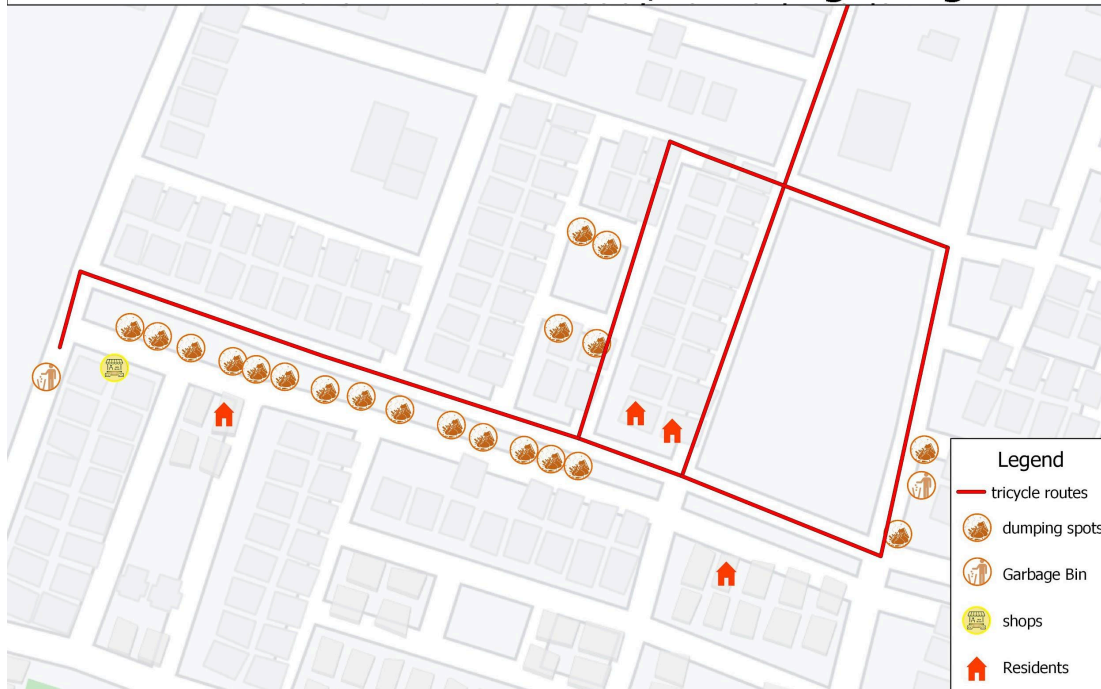 Legend
tricycle routes
dumping spots
Garbage Bin
shops
Residents